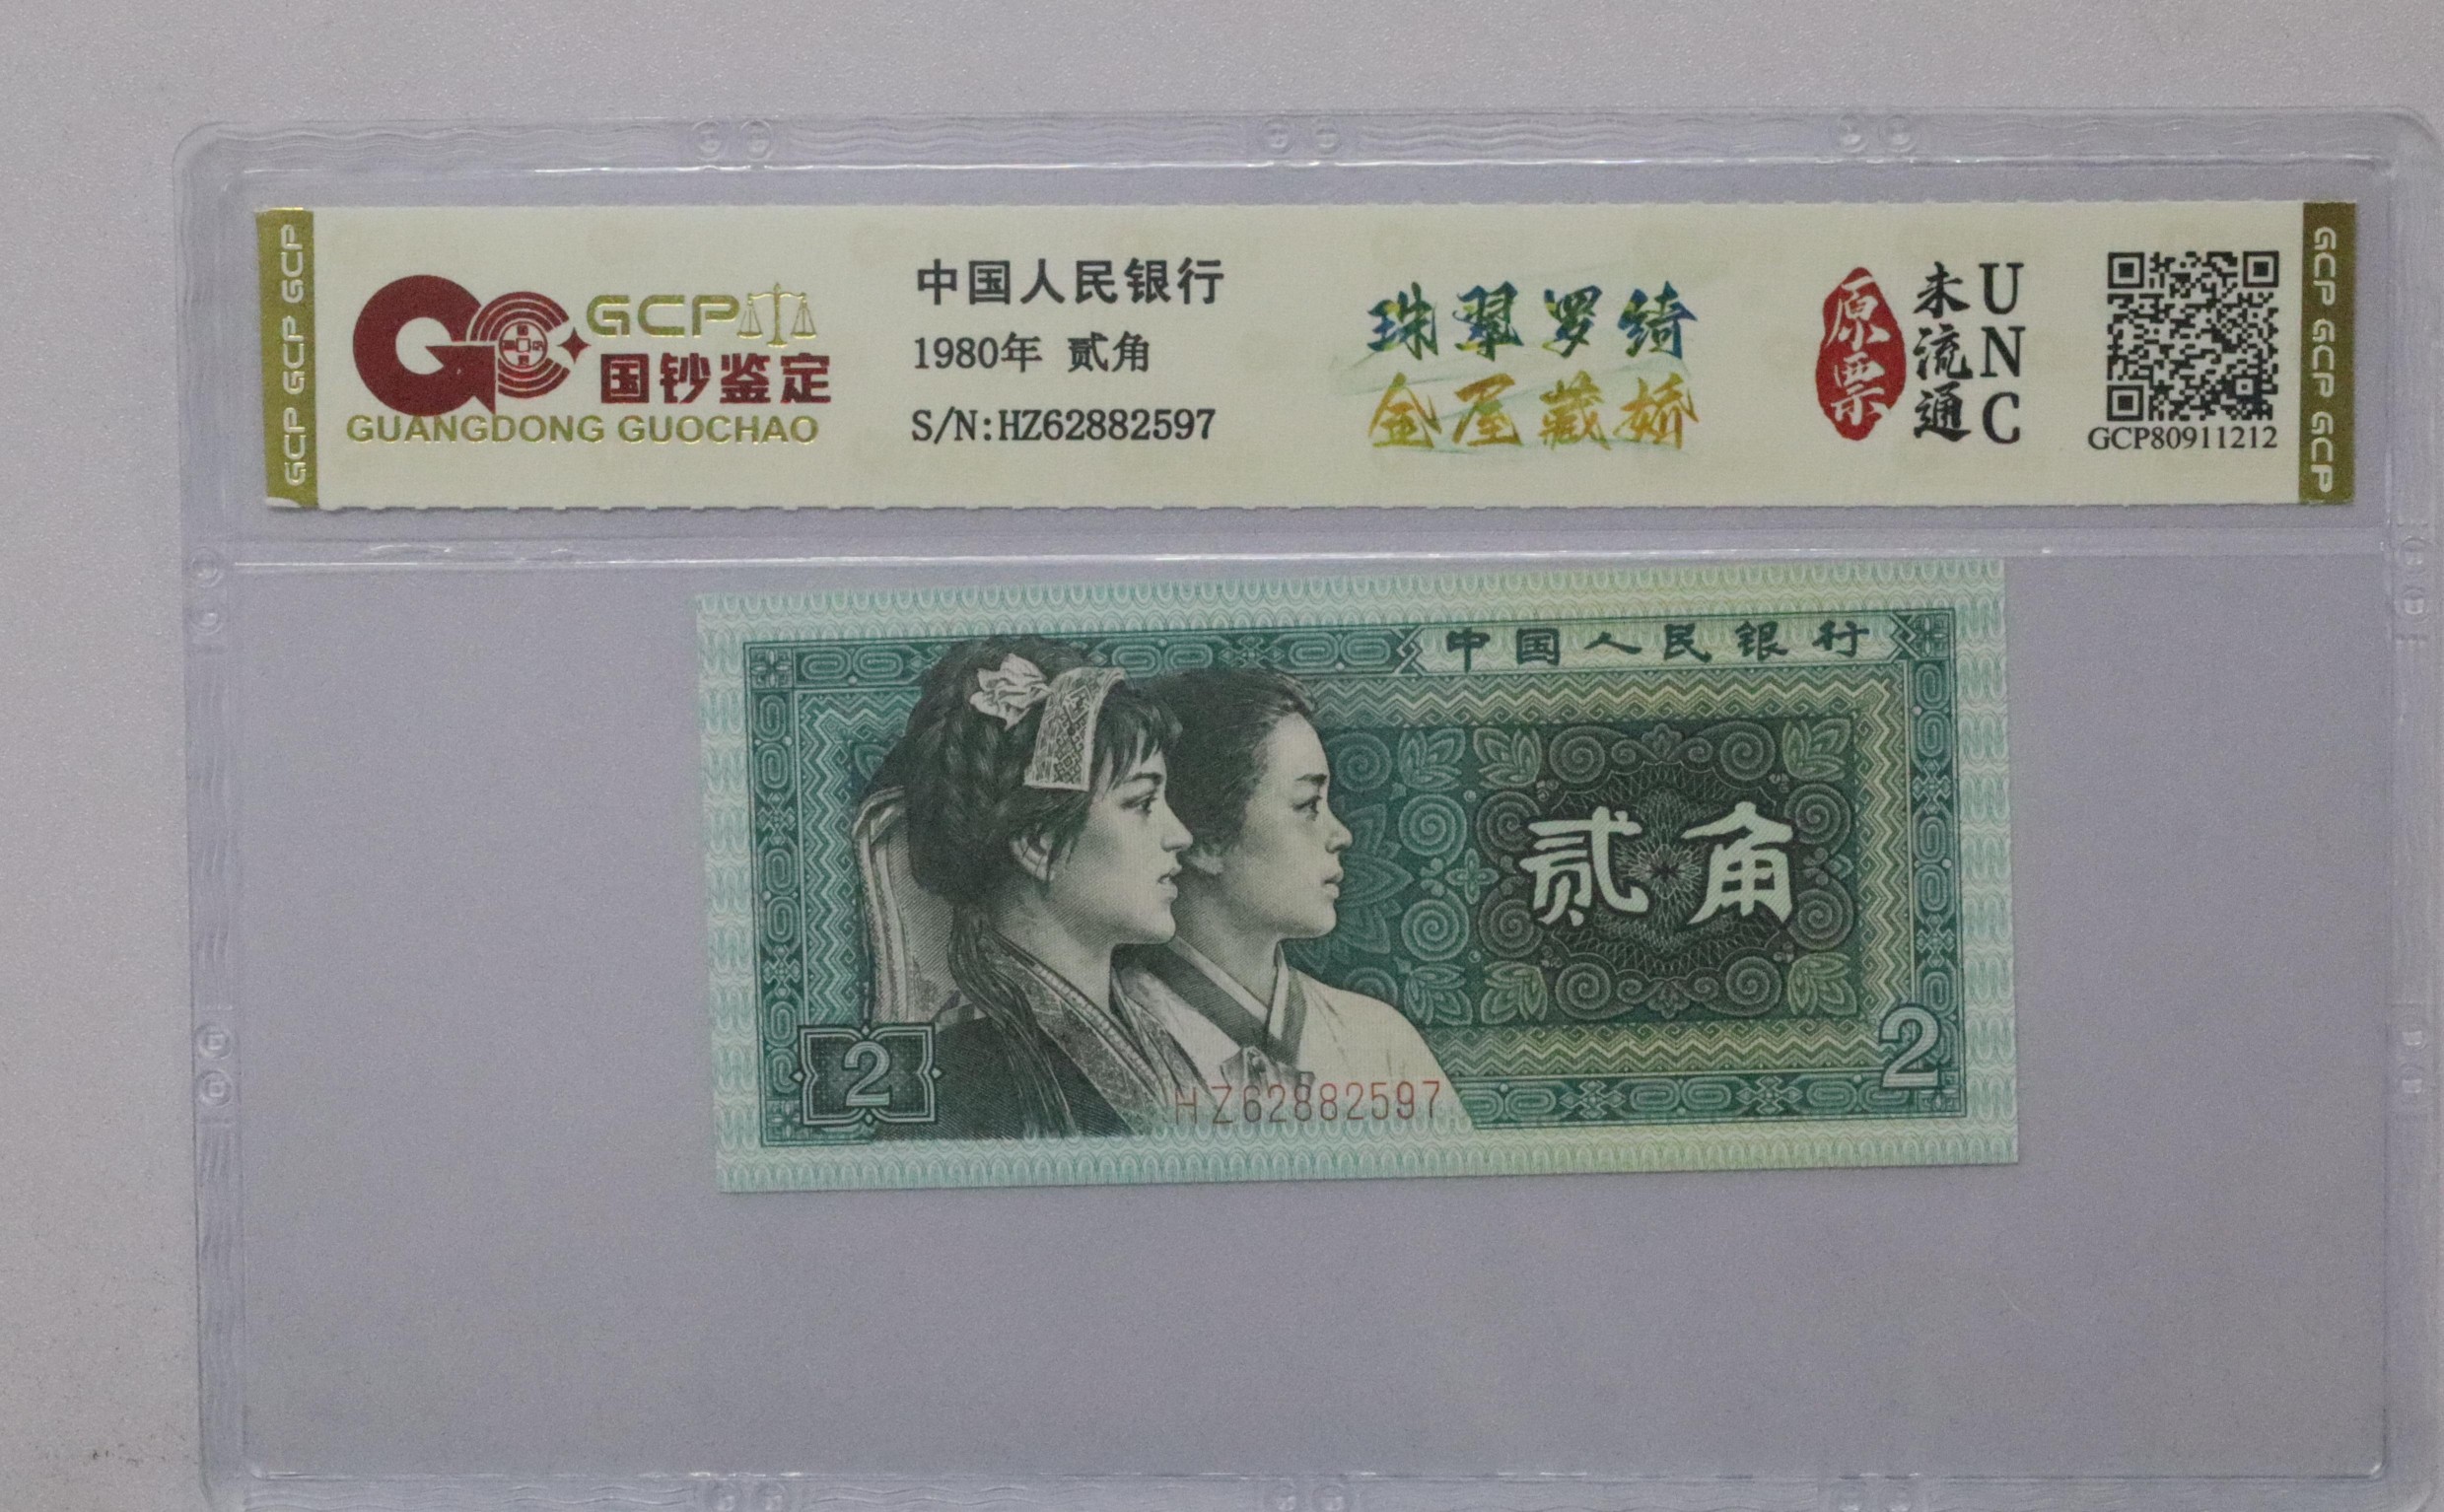 GCP GCP GCP
GCP
国钞鉴定
GUANGDONG GUOCHAO
中国人民银行
1980年 贰角
S/N:HZ62882597
珠翠罗绮
金屋藏娇
原票
未流通
UNC
GCP80911212
GCP GCP GCP
中国人民银行
贰角
2
2
HZ62882597